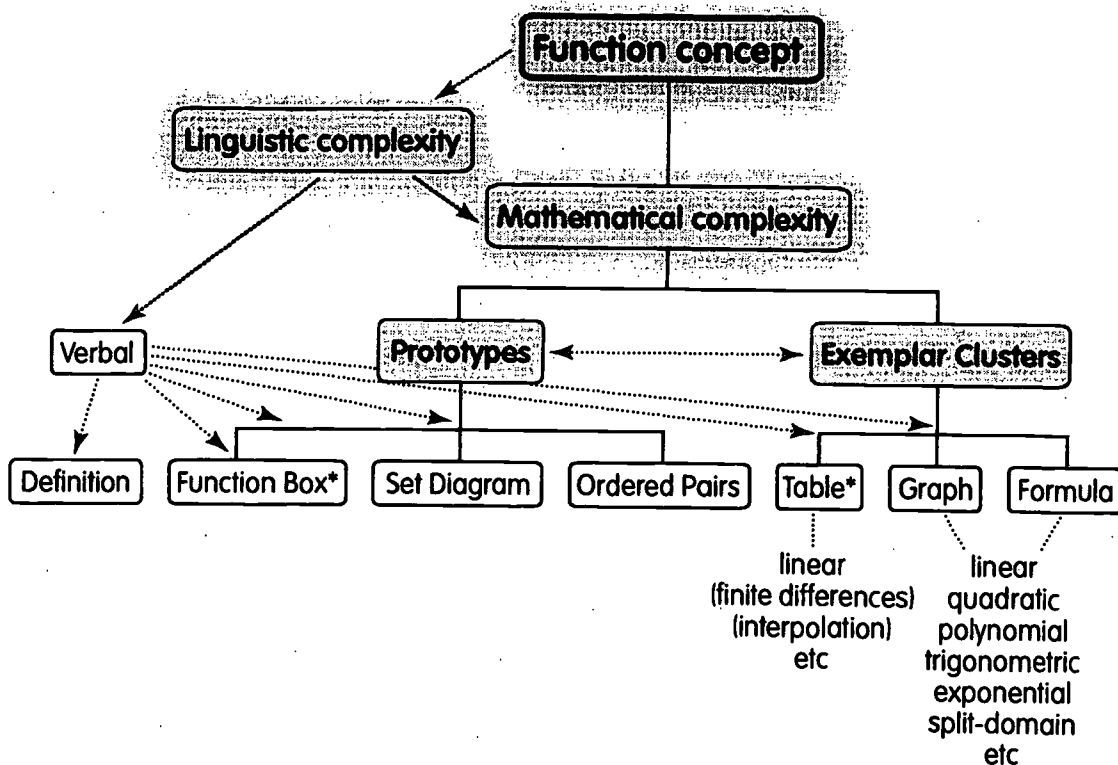 Function concept
Linguistic complexity
Mathematical complexity
Verbal
Prototypes
Exemplar Clusters
Definition
Function Box*
Set Diagram
Ordered Pairs
Table*
Graph
Formula
linear
(finite differences)
(interpolation)
etc
linear
quadratic
polynomial
trigonometric
exponential
split-domain
etc